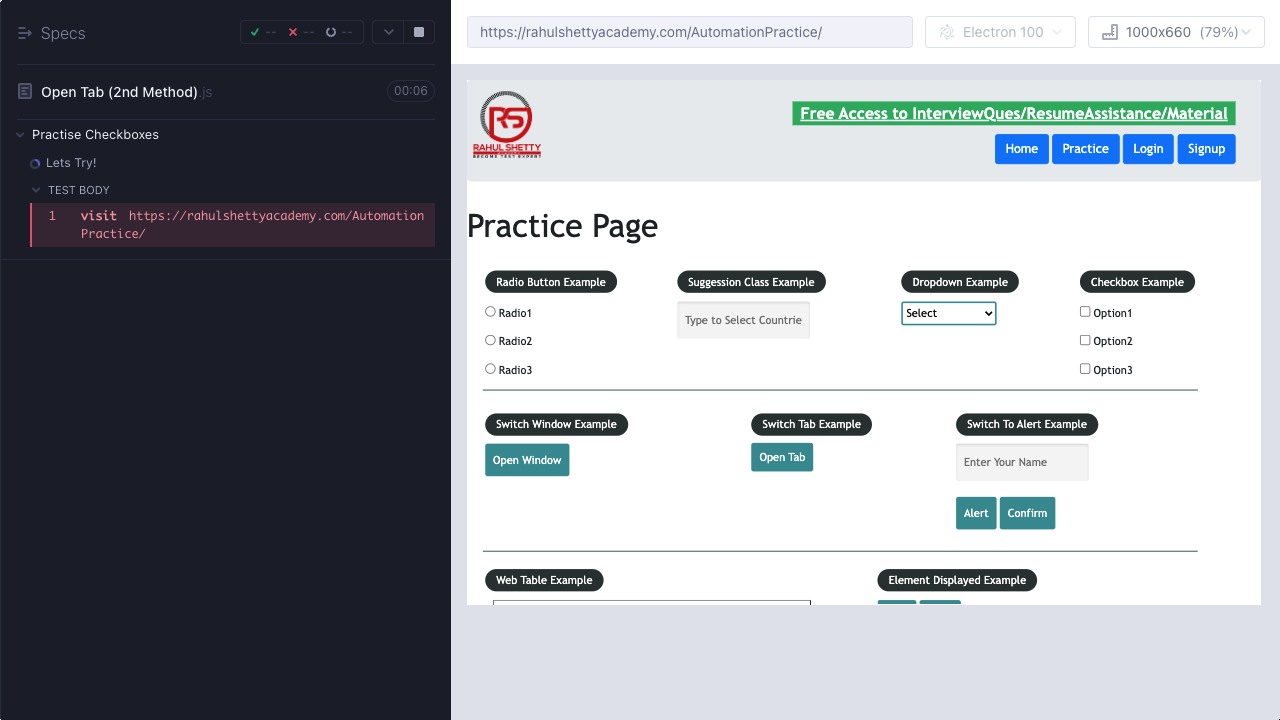 Specs
-- -- --
https://rahulshettyacademy.com/AutomationPractice/
Electron 100
1000x660 (79%)
Open Tab (2nd Method).js
00:06
Practise Checkboxes
Lets Try!
TEST BODY
1 visit https://rahulshettyacademy.com/Automation
Practice/
RS
RAHUL SHETTY
ACADEMY
BECOME TEST EXPERT
Free Access to InterviewQues/ResumeAssistance/Material
Home Practice Login Signup
Practice Page
Radio Button Example
Radio1
Radio2
Radio3
Suggession Class Example
Type to Select Countrie
Dropdown Example
Select
Checkbox Example
Option1
Option2
Option3
Switch Window Example
Open Window
Switch Tab Example
Open Tab
Switch To Alert Example
Enter Your Name
Alert Confirm
Web Table Example
Element Displayed Example